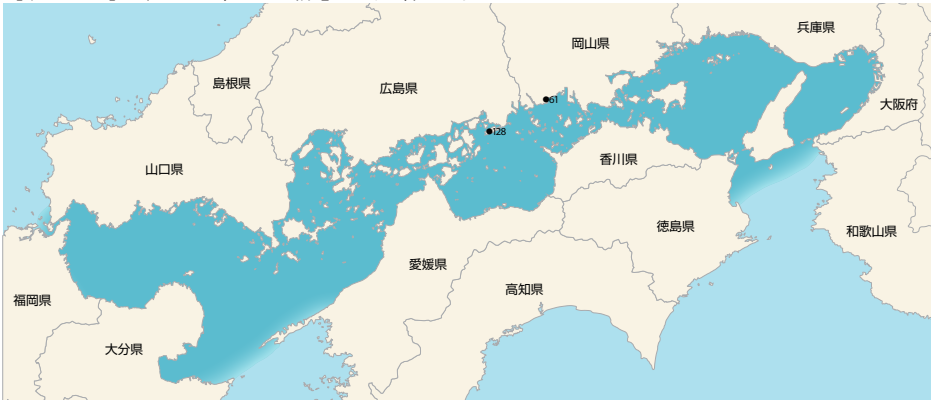 兵庫県
岡山県
島根県
広島県
61
大阪府
128
香川県
山口県
徳島県
和歌山県
愛媛県
高知県
福岡県
大分県